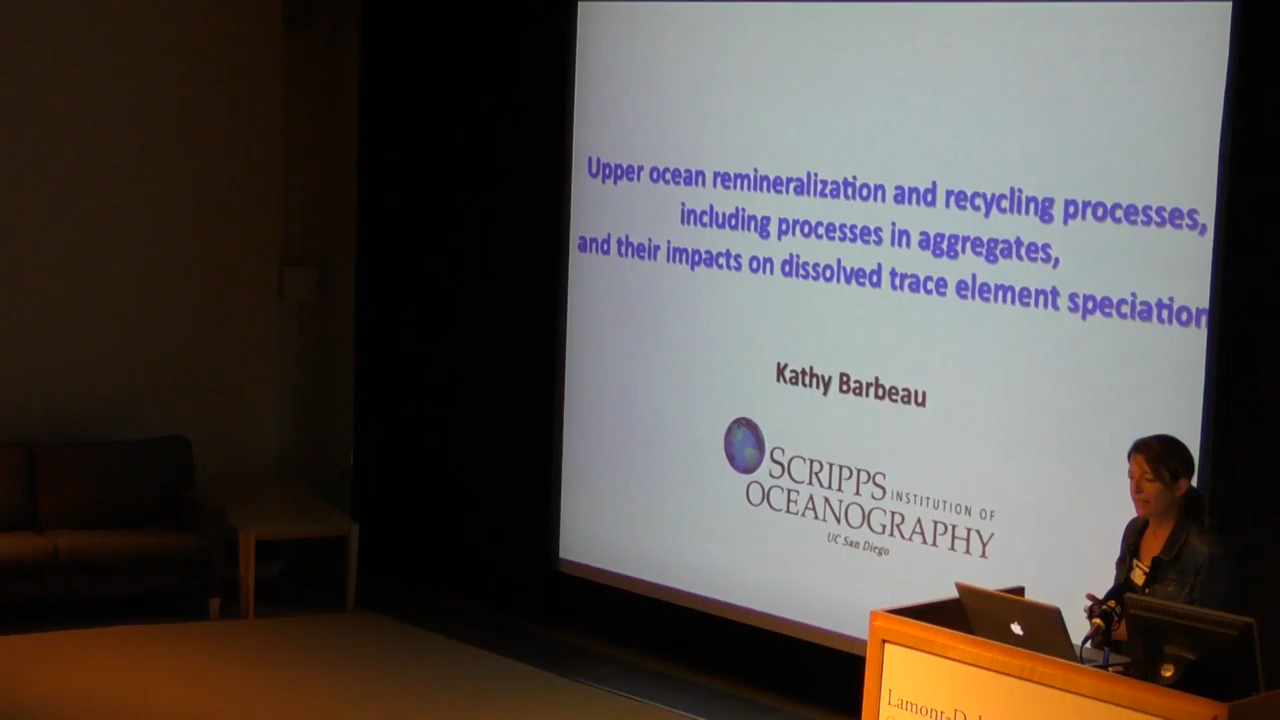 Upper ocean remineralization and recycling processes,
including processes in aggregates,
and their impacts on dissolved trace element speciation
Kathy Barbeau
SCRIPPS INSTITUTION OF
OCEANOGRAPHY
UC San Diego